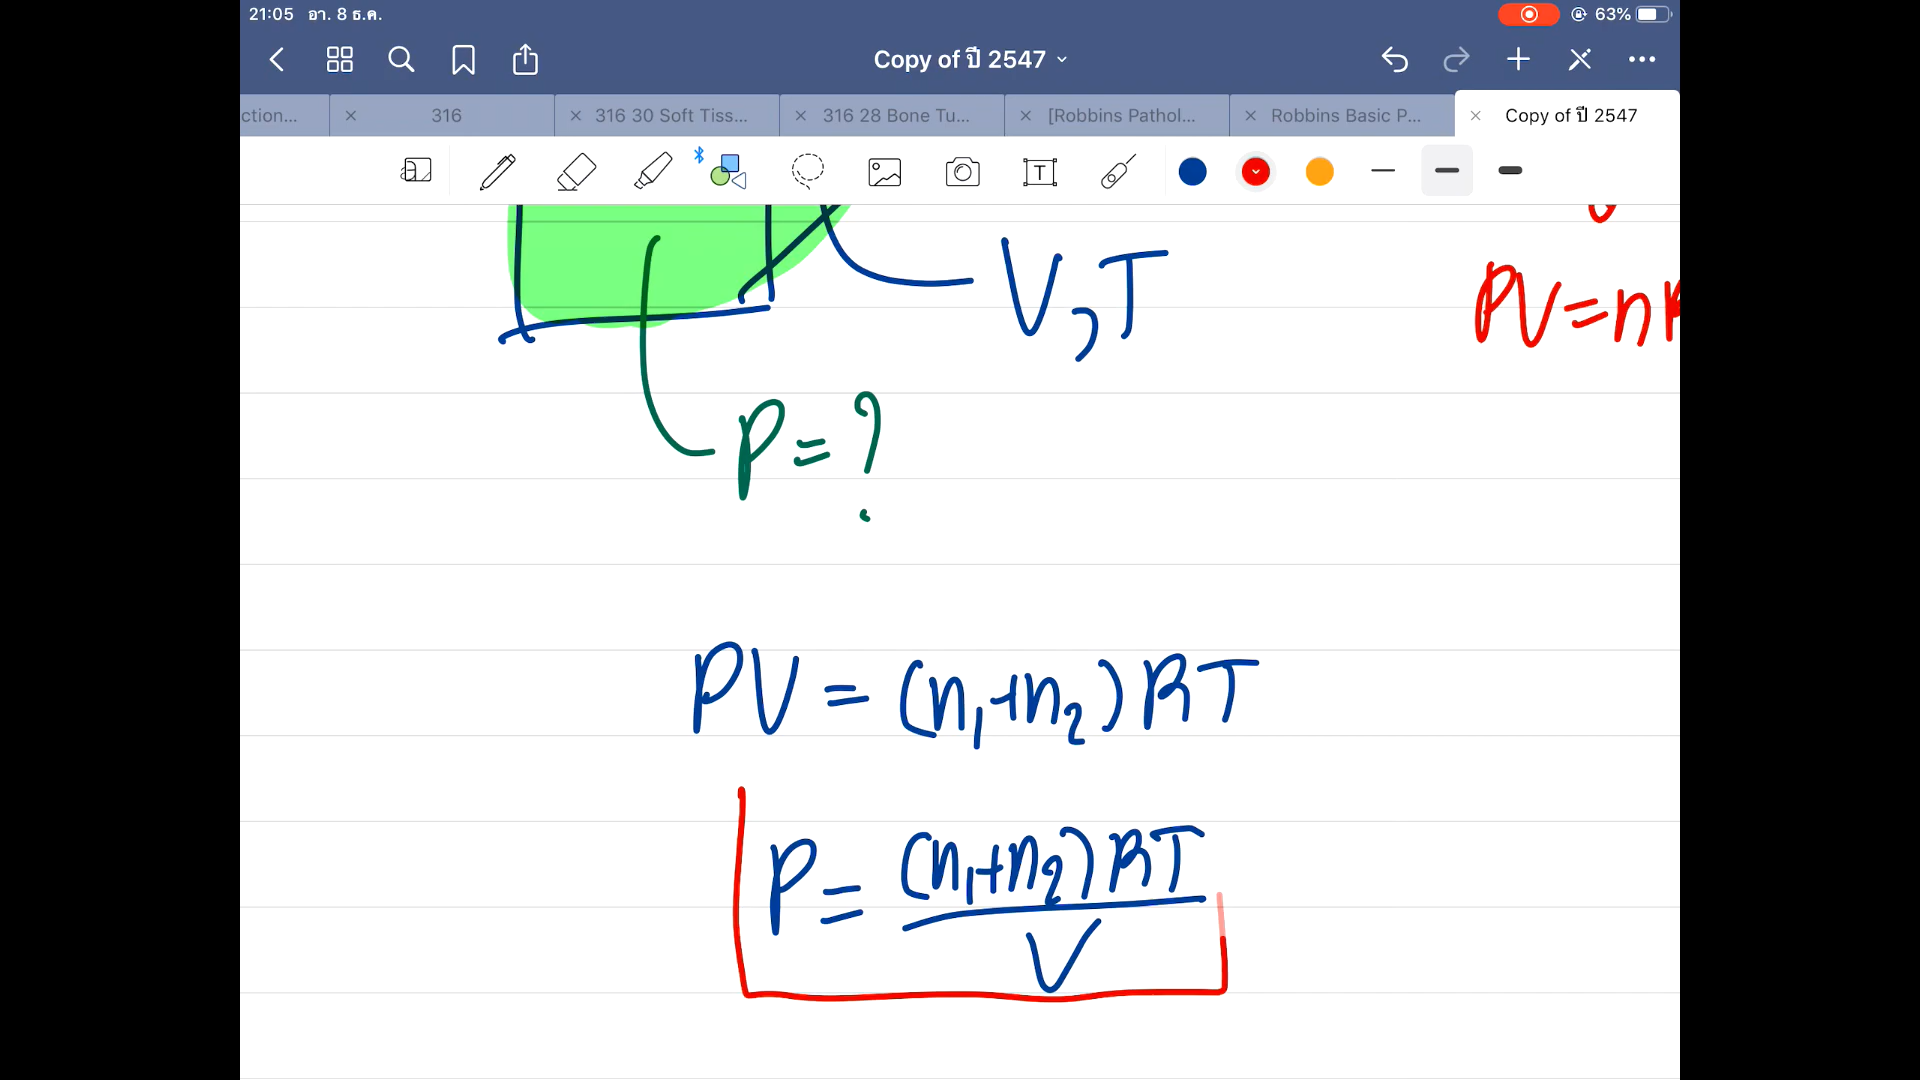 21:05 อา. 8 ธ.ค. 63%
Copy of ปี 2547
ction... 316 316 30 Soft Tiss... 316 28 Bone Tu... [Robbins Pathol... Robbins Basic P... Copy of ปี 2547
V,T
PV=n
P=?
PV = (n₁+n₂)RT
P= (n₁+n₂)RT
V